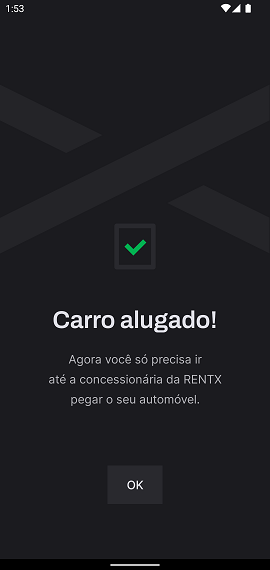 1:53
Carro alugado!
Agora você só precisa ir
até a concessionária da RENTX
pegar o seu automóvel.
OK